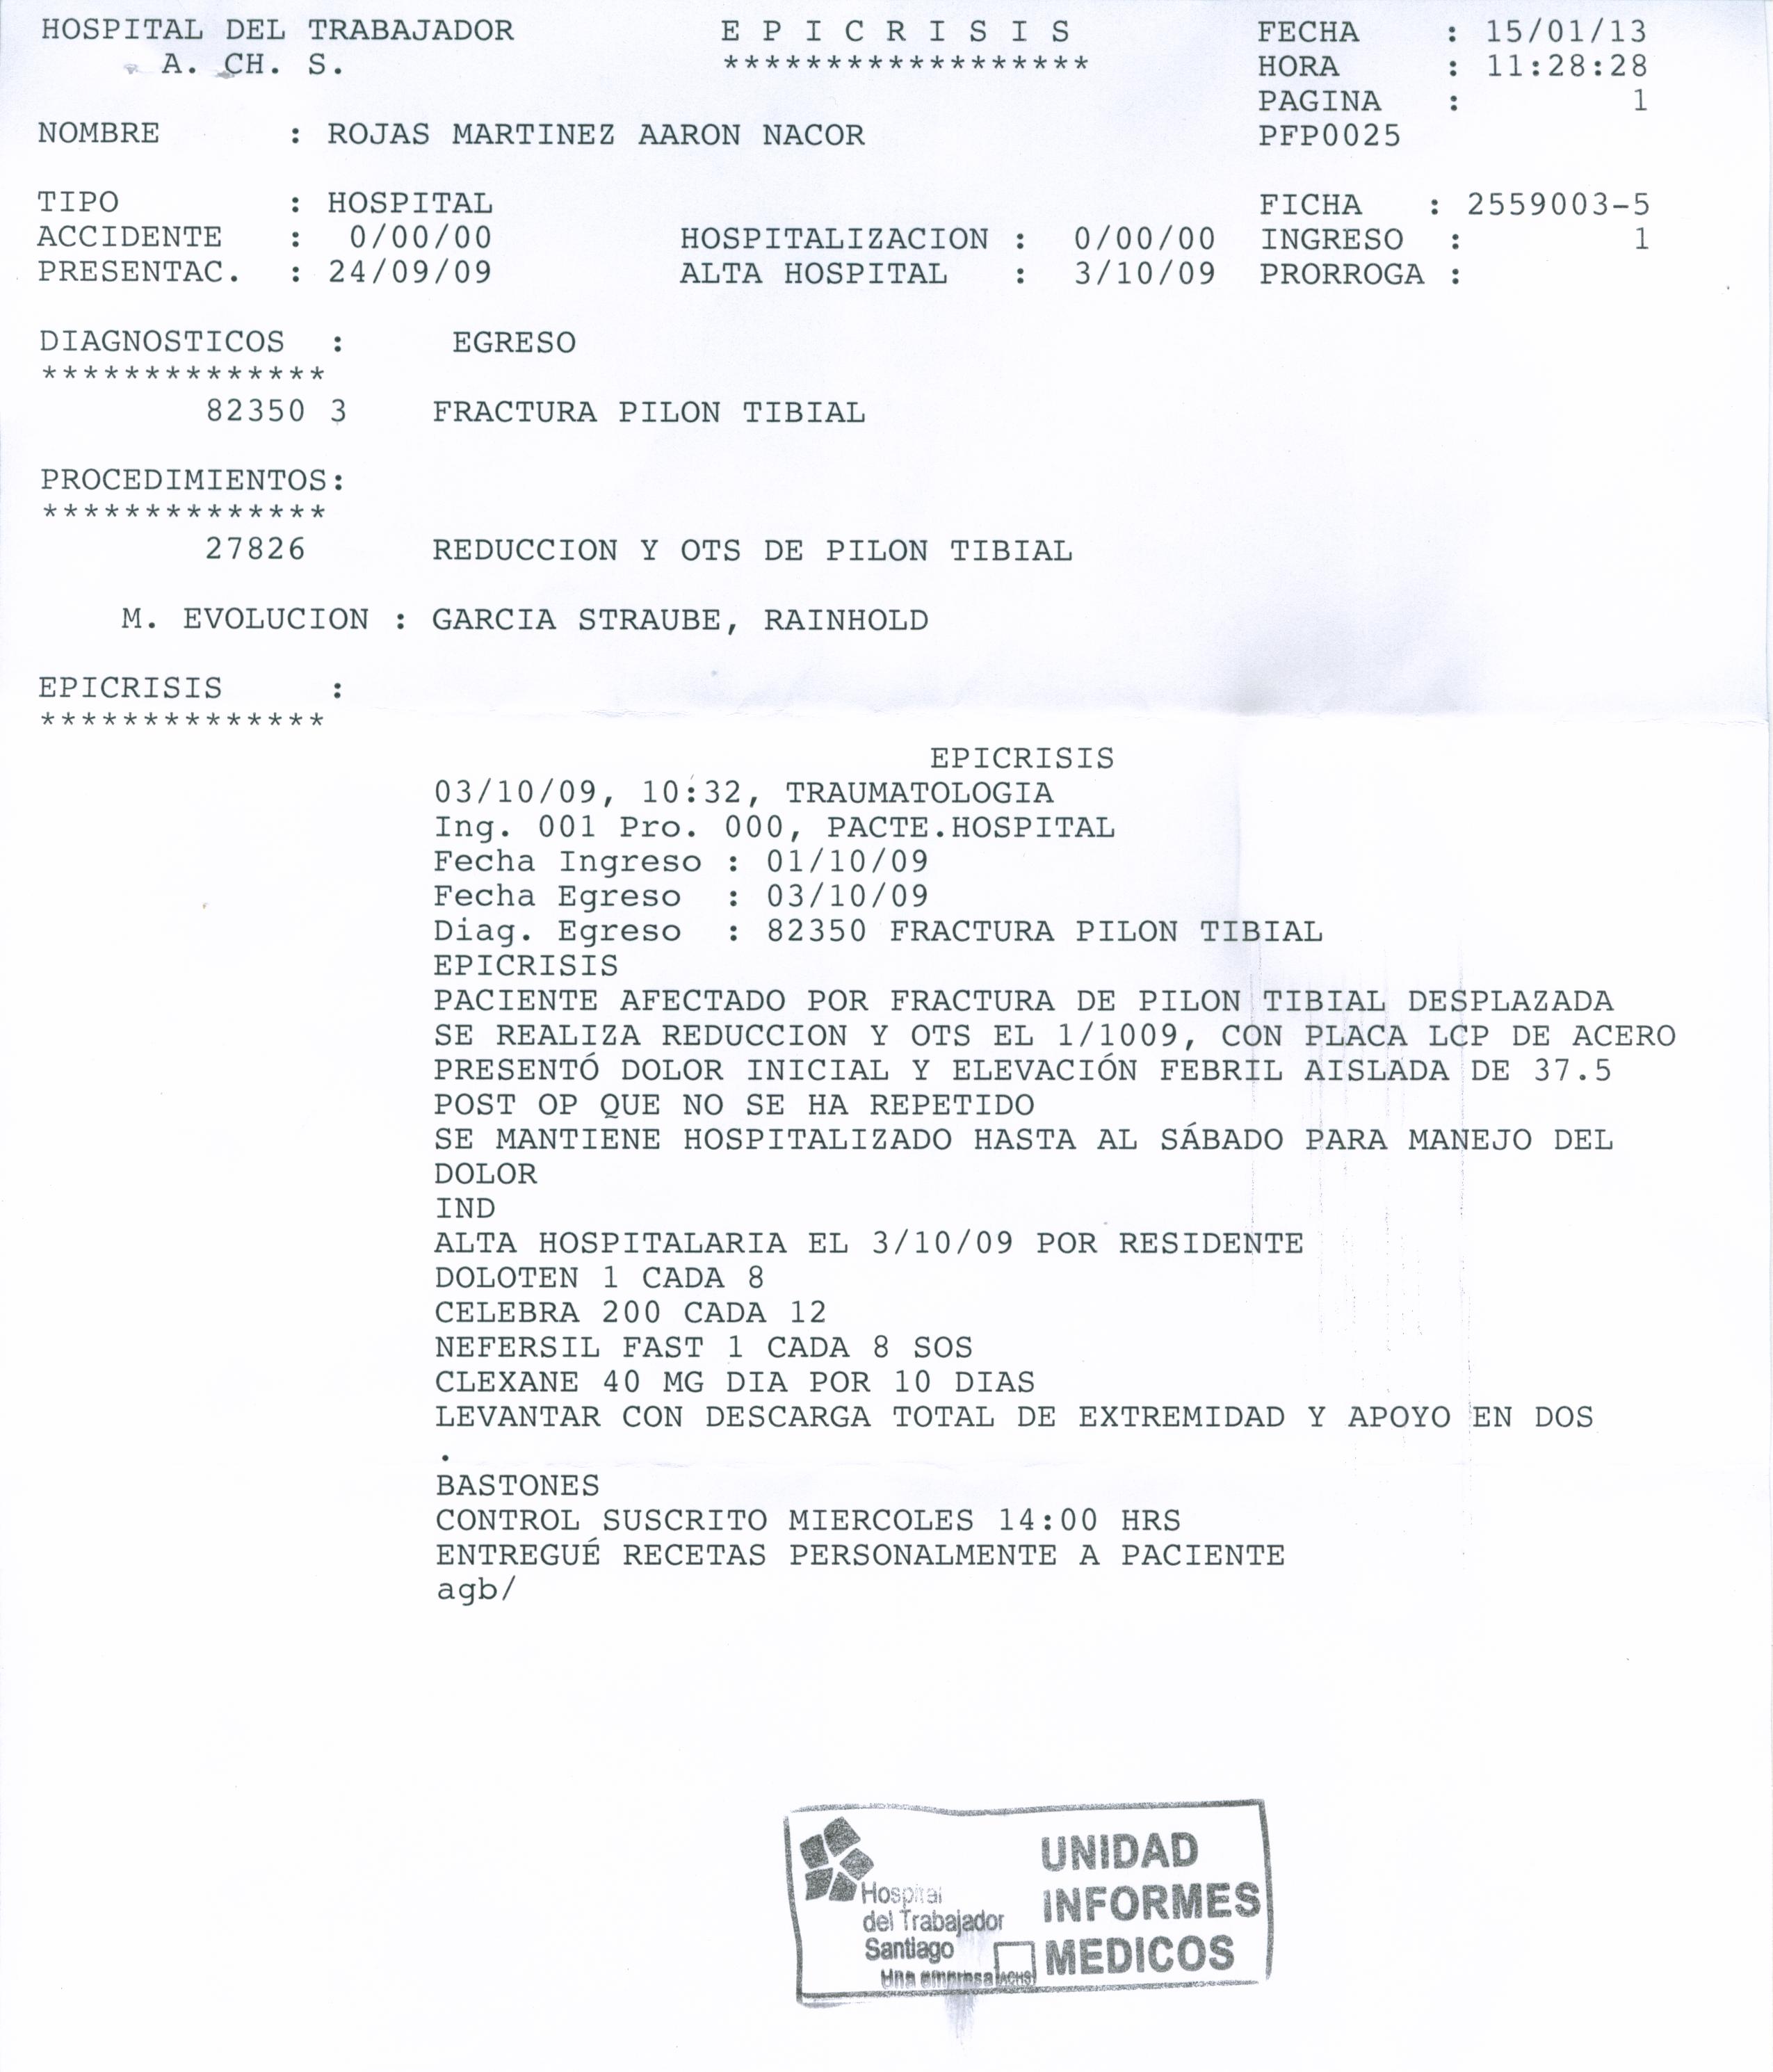 HOSPITAL DEL TRABAJADOR E P I C R I S I S FECHA : 15/01/13
A. CH. S. ****************** HORA : 11:28:28
PAGINA : 1
NOMBRE : ROJAS MARTINEZ AARON NACOR PFP0025
TIPO : HOSPITAL FICHA : 2559003-5
ACCIDENTE : 0/00/00 HOSPITALIZACION : 0/00/00 INGRESO : 1
PRESENTAC. : 24/09/09 ALTA HOSPITAL : 3/10/09 PRORROGA :
DIAGNOSTICOS : EGRESO
**************
82350 3 FRACTURA PILON TIBIAL
PROCEDIMIENTOS:
**************
27826 REDUCCION Y OTS DE PILON TIBIAL
M. EVOLUCION : GARCIA STRAUBE, RAINHOLD
EPICRISIS :
**************
EPICRISIS
03/10/09, 10:32, TRAUMATOLOGIA
Ing. 001 Pro. 000, PACTE.HOSPITAL
Fecha Ingreso : 01/10/09
Fecha Egreso : 03/10/09
Diag. Egreso : 82350 FRACTURA PILON TIBIAL
EPICRISIS
PACIENTE AFECTADO POR FRACTURA DE PILON TIBIAL DESPLAZADA
SE REALIZA REDUCCION Y OTS EL 1/1009, CON PLACA LCP DE ACERO
PRESENTÓ DOLOR INICIAL Y ELEVACIÓN FEBRIL AISLADA DE 37.5
POST OP QUE NO SE HA REPETIDO
SE MANTIENE HOSPITALIZADO HASTA AL SÁBADO PARA MANEJO DEL
DOLOR
IND
ALTA HOSPITALARIA EL 3/10/09 POR RESIDENTE
DOLOTEN 1 CADA 8
CELEBRA 200 CADA 12
NEFERSIL FAST 1 CADA 8 SOS
CLEXANE 40 MG DIA POR 10 DIAS
LEVANTAR CON DESCARGA TOTAL DE EXTREMIDAD Y APOYO EN DOS
.
BASTONES
CONTROL SUSCRITO MIERCOLES 14:00 HRS
ENTREGUÉ RECETAS PERSONALMENTE A PACIENTE
agb/
Hospital
del Trabajador
Santiago
Una empresa ACHS
UNIDAD
INFORMES
MEDICOS